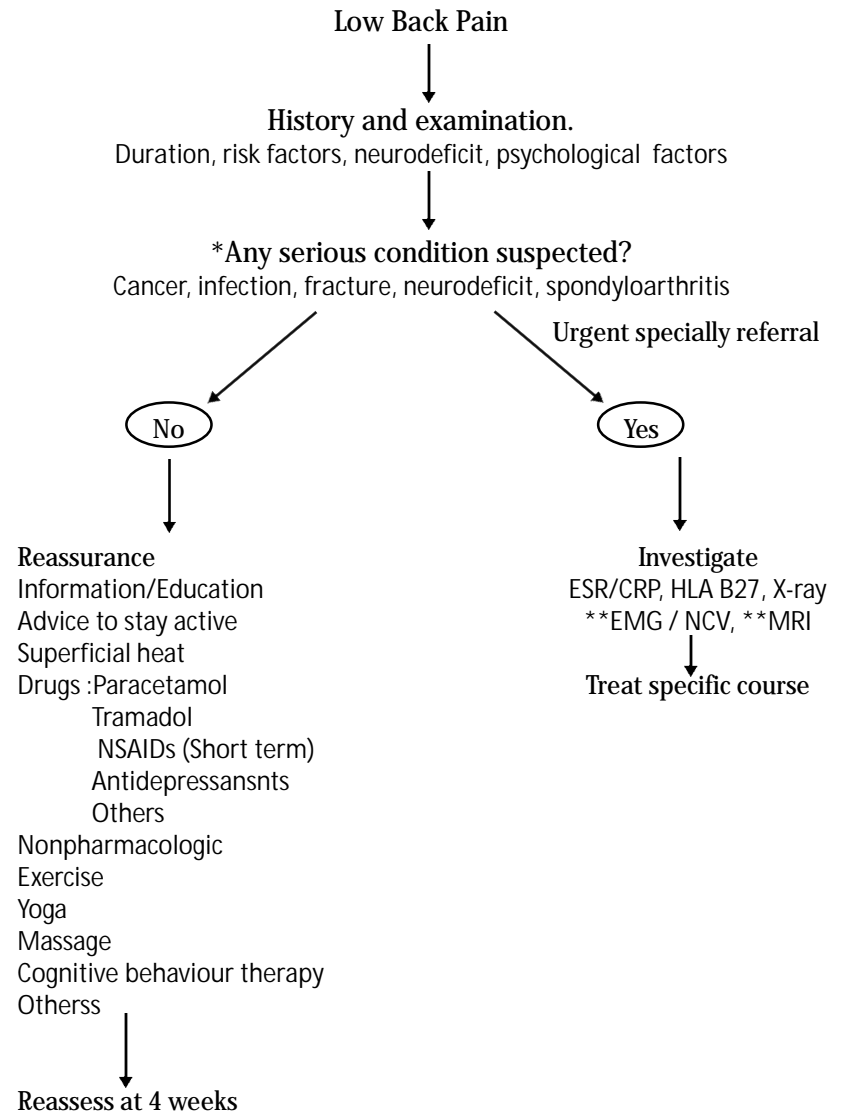 Low Back Pain
History and examination.
Duration, risk factors, neurodeficit, psychological factors
*Any serious condition suspected?
Cancer, infection, fracture, neurodeficit, spondyloarthritis
Urgent specially referral
No
Yes
Reassurance
Information/Education
Advice to stay active
Superficial heat
Drugs :Paracetamol
Tramadol
NSAIDs (Short term)
Antidepressansnts
Others
Nonpharmacologic
Exercise
Yoga
Massage
Cognitive behaviour therapy
Otherss
Reassess at 4 weeks
Investigate
ESR/CRP, HLA B27, X-ray
**EMG / NCV, **MRI
Treat specific course